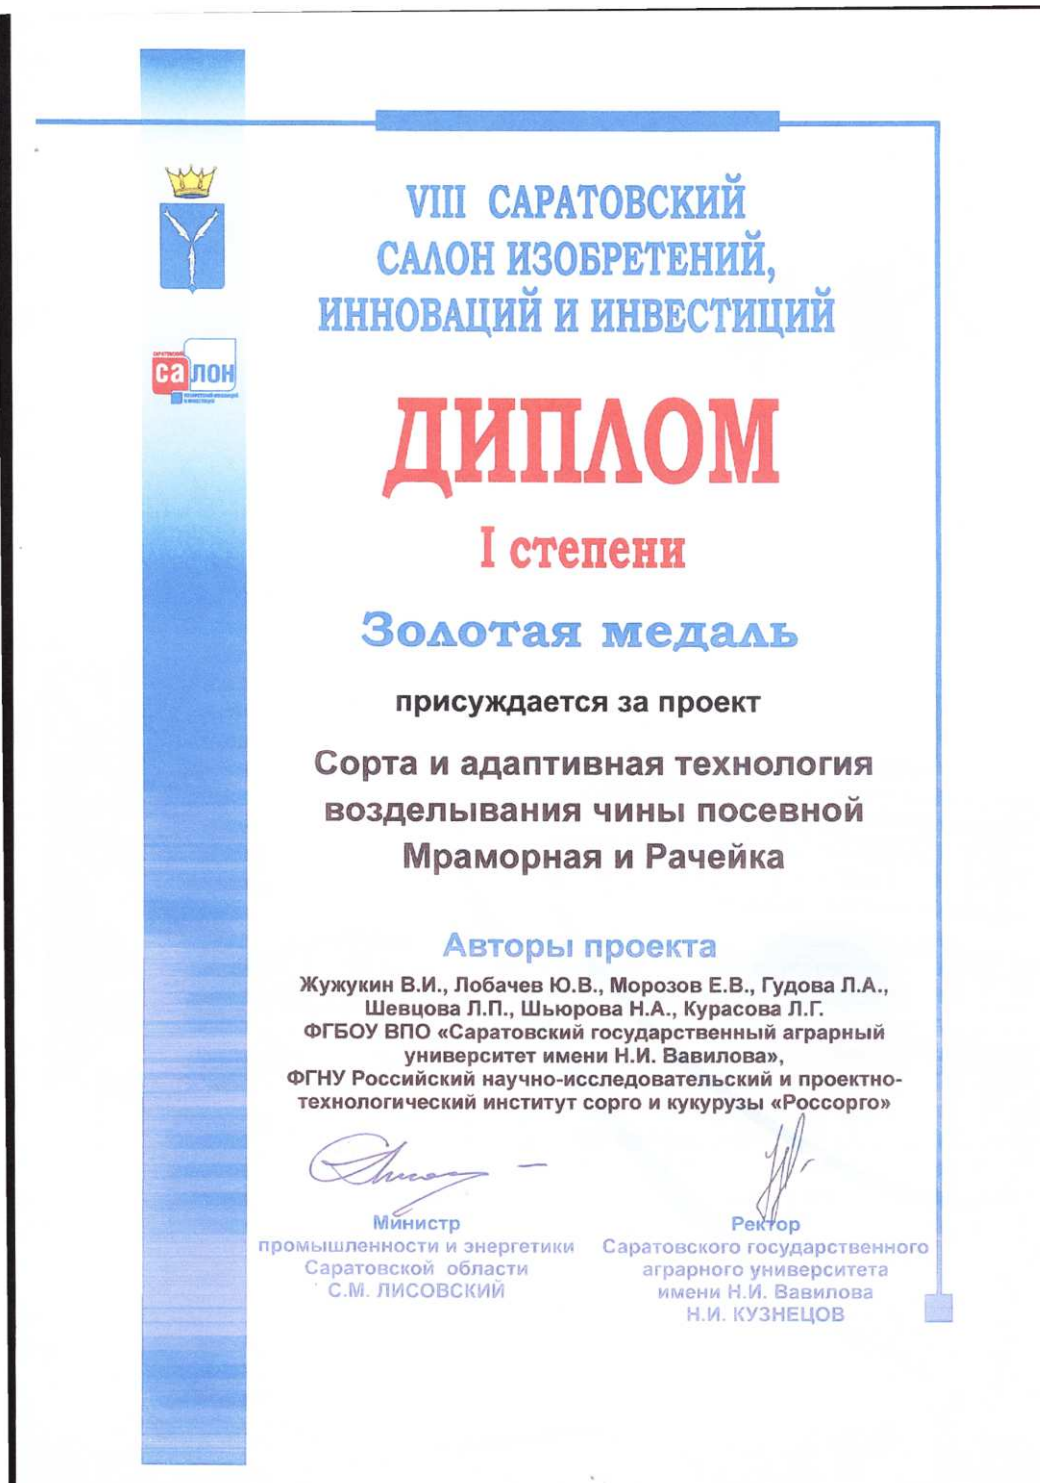 VIII САРАТОВСКИЙ
САЛОН ИЗОБРЕТЕНИЙ,
ИННОВАЦИЙ И ИНВЕСТИЦИЙ
саЛОН
ДИПЛОМ
I степени
Золотая медаль
присуждается за проект
Сорта и адаптивная технология
возделывания чины посевной
Мраморная и Рачейка
Авторы проекта
Жужукин В.И., Лобачев Ю.В., Морозов Е.В., Гудова Л.А.,
Шевцова Л.П., Шьюрова Н.А., Курасова Л.Г.
ФГБОУ ВПО «Саратовский государственный аграрный
университет имени Н.И. Вавилова»,
ФГНУ Российский научно-исследовательский и проектно-
технологический институт сорго и кукурузы «Россорго»
Министр
промышленности и энергетики
Саратовской области
С.М. ЛИСОВСКИЙ
Ректор
Саратовского государственного
аграрного университета
имени Н.И. Вавилова
Н.И. КУЗНЕЦОВ